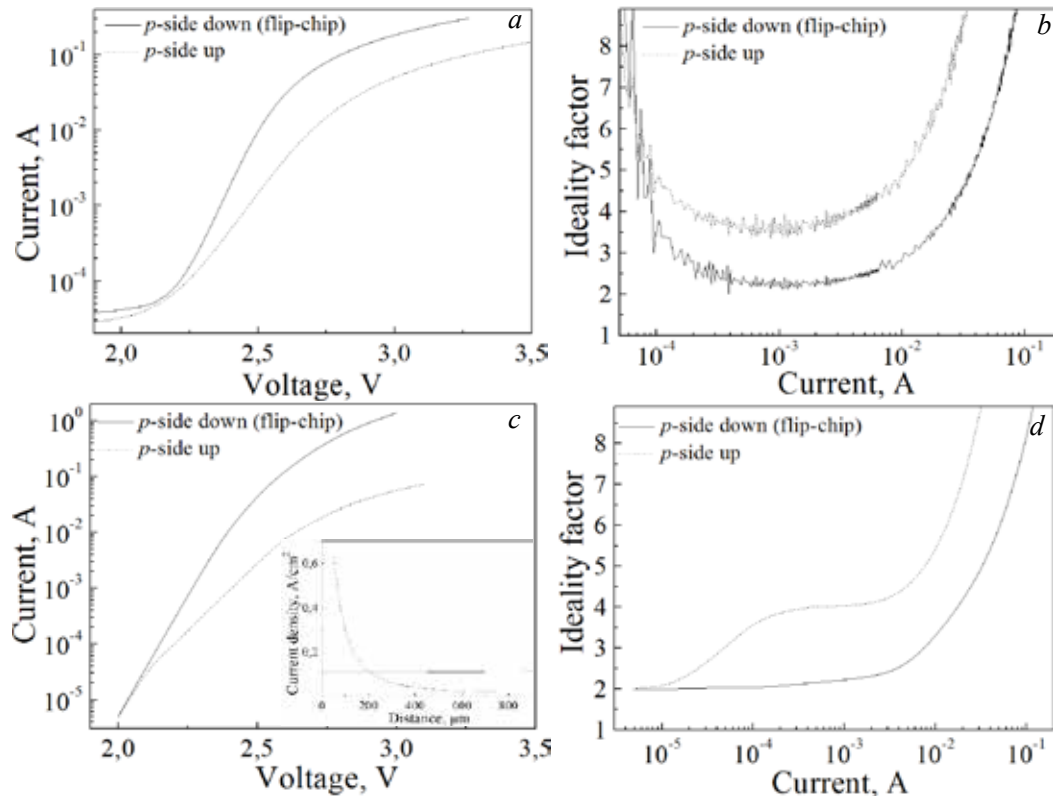 a
p-side down (flip-chip)
p-side up
10⁻¹
10⁻²
10⁻³
10⁻⁴
Current, A
2,0 2,5 3,0 3,5
Voltage, V
b
p-side down (flip-chip)
p-side up
8
7
6
5
4
3
2
1
Ideality factor
10⁻⁴ 10⁻³ 10⁻² 10⁻¹
Current, A
c
p-side down (flip-chip)
p-side up
10⁰
10⁻¹
10⁻²
10⁻³
10⁻⁴
10⁻⁵
Current, A
Current density, A/cm²
0,6
0,4
0,2
0 200 400 600 800
Distance, μm
2,0 2,5 3,0 3,5
Voltage, V
d
p-side down (flip-chip)
p-side up
8
7
6
5
4
3
2
1
Ideality factor
10⁻⁵ 10⁻⁴ 10⁻³ 10⁻² 10⁻¹
Current, A